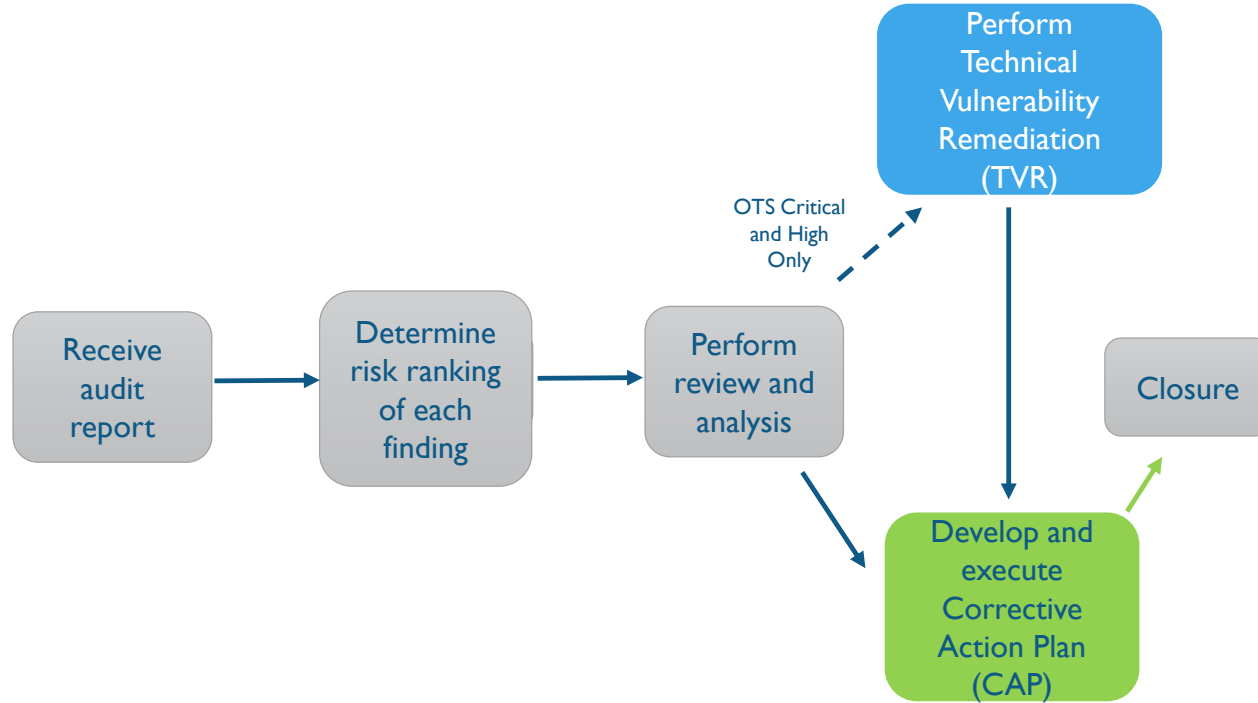 Receive
audit
report
Determine
risk ranking
of each
finding
Perform
review and
analysis
OTS Critical
and High
Only
Perform
Technical
Vulnerability
Remediation
(TVR)
Develop and
execute
Corrective
Action Plan
(CAP)
Closure